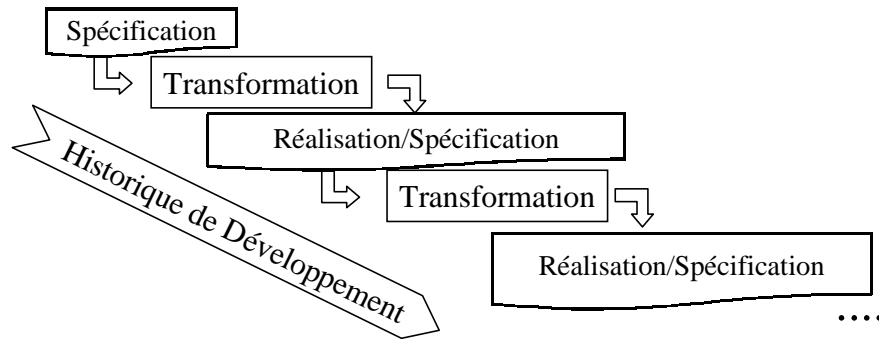 Spécification
Transformation
Réalisation/Spécification
Historique de Développement
Transformation
Réalisation/Spécification
....